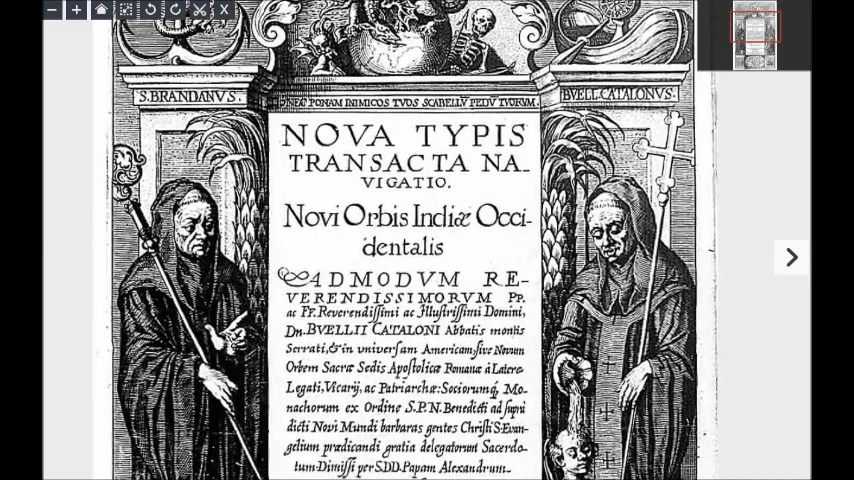 S. BRANDANVS.
DONEC PONAM INIMICOS TVOS SCABELLV̄ PEDV̄ TVORVM.
BVELL. CATALONVS.
NOVA TYPIS
TRANSACTA NA-
VIGATIO.
Novi Orbis Indiæ Occi-
dentalis
ADMODVM RE-
VERENDISSIMORVM PP.
ac FF. Reverendissimi ac Illustrissimi Domini,
Dn. BVELLII CATALONI Abbatis montis
Serrati, & in universam Americam, sive Novum
Orbem Sacræ Sedis Apostolicæ Romanæ à Latere
Legati, Vicarij, ac Patriarchæ: Sociorumq; Mo-
nachorum ex Ordine S.P.N. Benedicti ad supra
dicti Novi Mundi barbaras gentes Christi S. Evan-
gelium prædicandi gratia delegatorum Sacerdo-
tum. Dimissi per S.DD. Papam Alexandrum